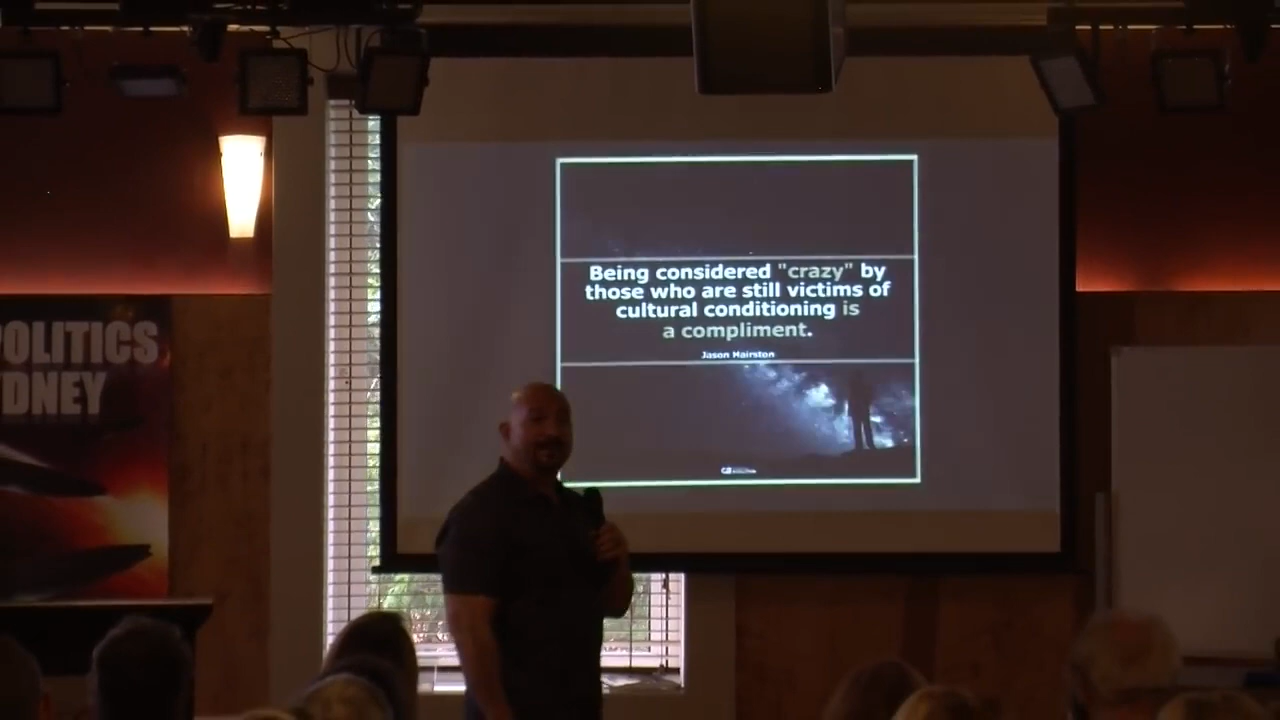 POLITICS
DNEY
Being considered "crazy" by
those who are still victims of
cultural conditioning is
a compliment.
Jason Hairston